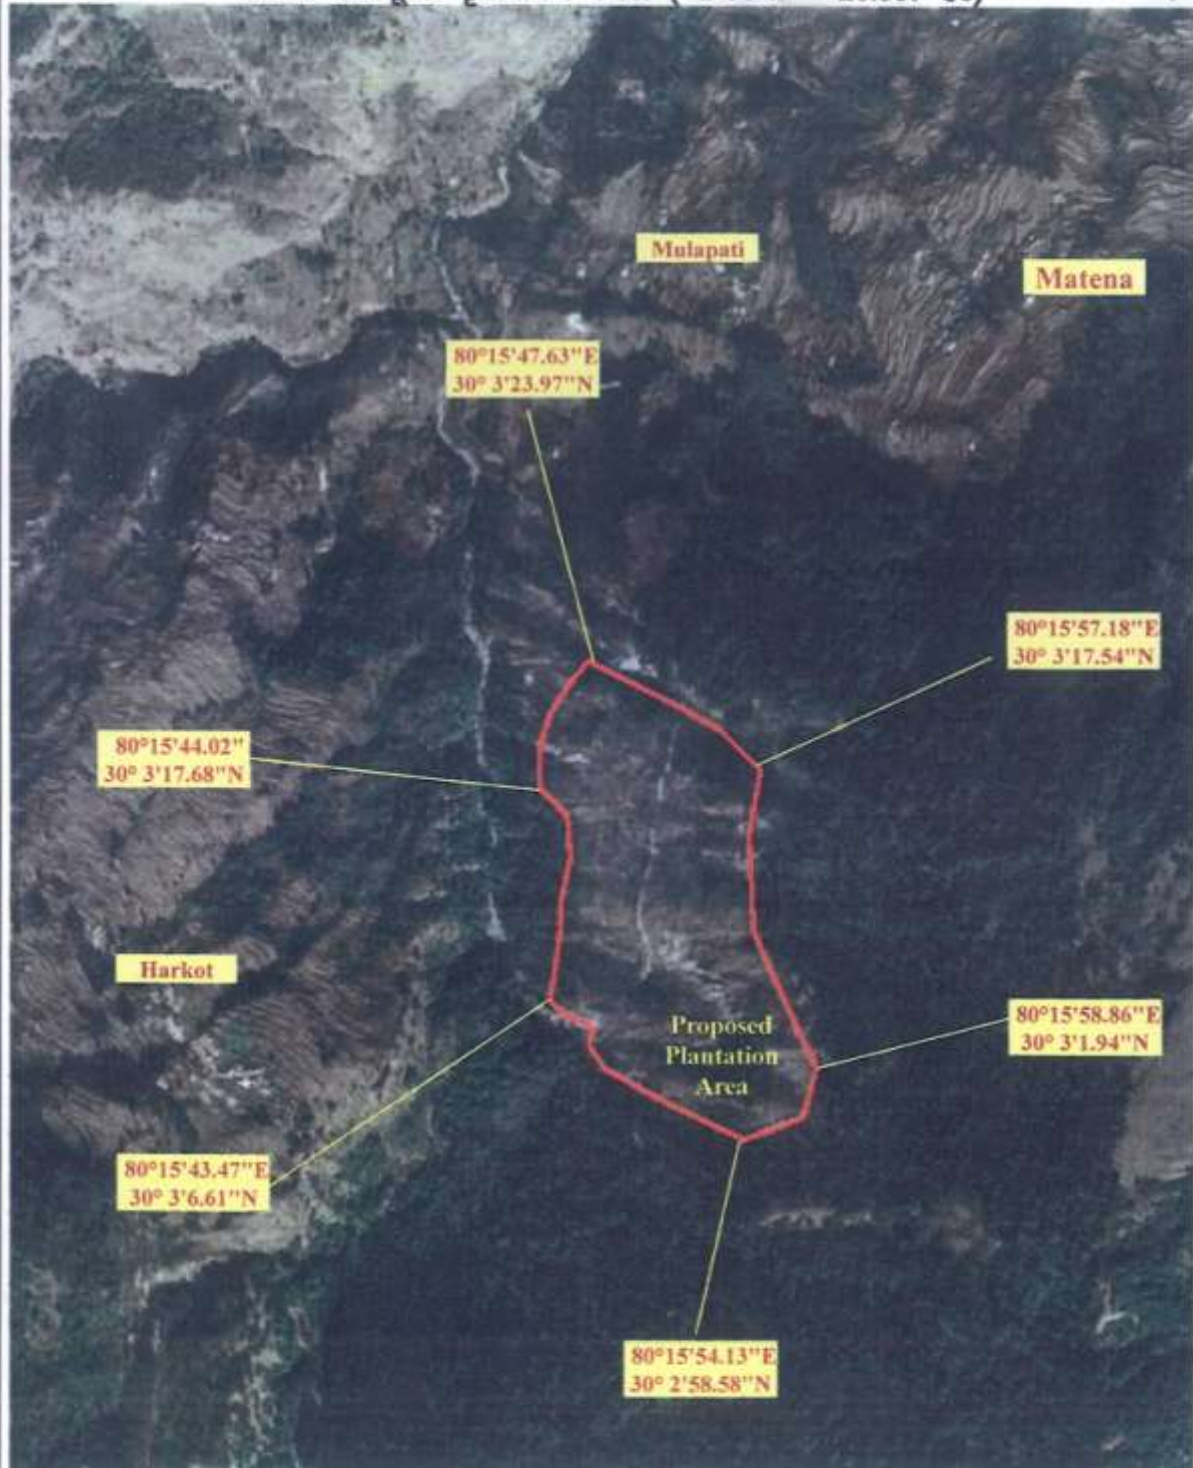 Mulapati
Matena
80°15'47.63"E
30° 3'23.97"N
80°15'57.18"E
30° 3'17.54"N
80°15'44.02"
30° 3'17.68"N
Harkot
Proposed
Plantation
Area
80°15'58.86"E
30° 3'1.94"N
80°15'43.47"E
30° 3'6.61"N
80°15'54.13"E
30° 2'58.58"N